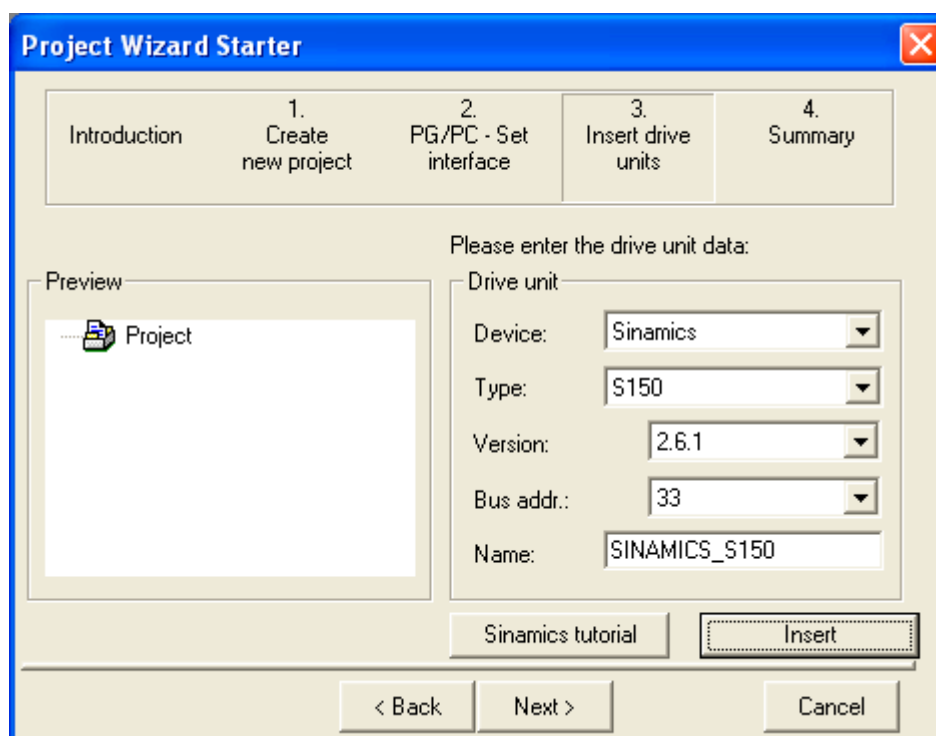 Project Wizard Starter
Introduction
1.
Create
new project
2.
PG/PC - Set
interface
3.
Insert drive
units
4.
Summary
Please enter the drive unit data:
Preview
Project
Drive unit
Device: Sinamics
Type: S150
Version: 2.6.1
Bus addr.: 33
Name: SINAMICS_S150
Sinamics tutorial
Insert
< Back
Next >
Cancel